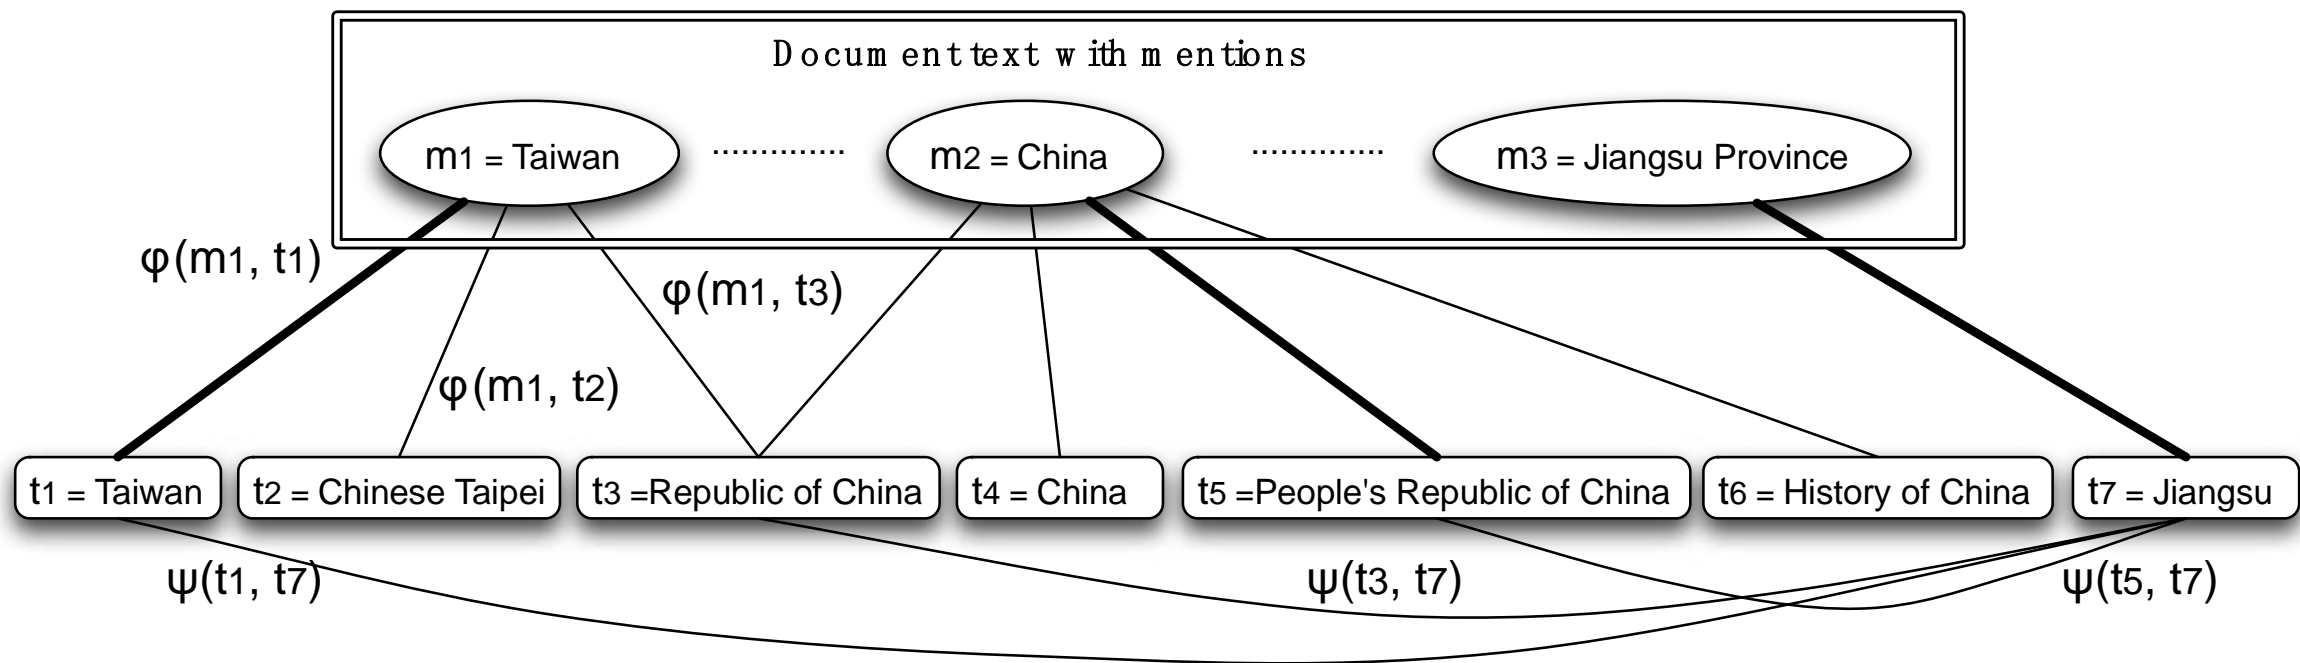 Document text with mentions
m1 = Taiwan
m2 = China
m3 = Jiangsu Province
φ(m1, t1)
φ(m1, t3)
φ(m1, t2)
t1 = Taiwan
t2 = Chinese Taipei
t3 =Republic of China
t4 = China
t5 =People's Republic of China
t6 = History of China
t7 = Jiangsu
ψ(t1, t7)
ψ(t3, t7)
ψ(t5, t7)